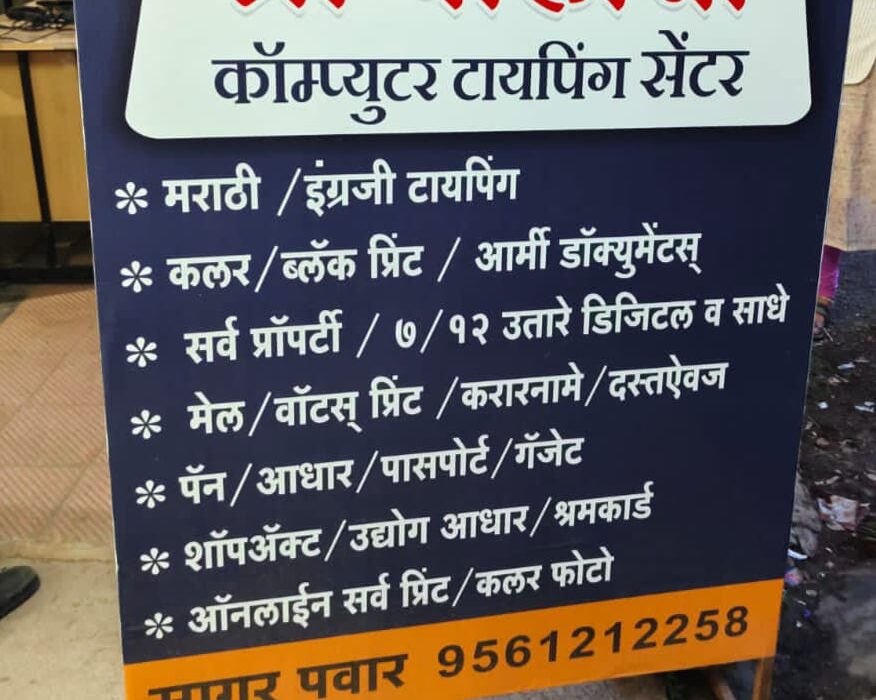 कॉम्प्युटर टायपिंग सेंटर
* मराठी / इंग्रजी टायपिंग
* कलर / ब्लॅक प्रिंट / आर्मी डॉक्युमेंटस्
* सर्व प्रॉपर्टी / ७/१२ उतारे डिजिटल व साधे
* मेल / वॉटस् प्रिंट / करारनामे / दस्तऐवज
* पॅन / आधार / पासपोर्ट / गॅजेट
* शॉपअ‍ॅक्ट / उद्योग आधार / श्रमकार्ड
* ऑनलाईन सर्व प्रिंट / कलर फोटो
सागर पवार 9561212258